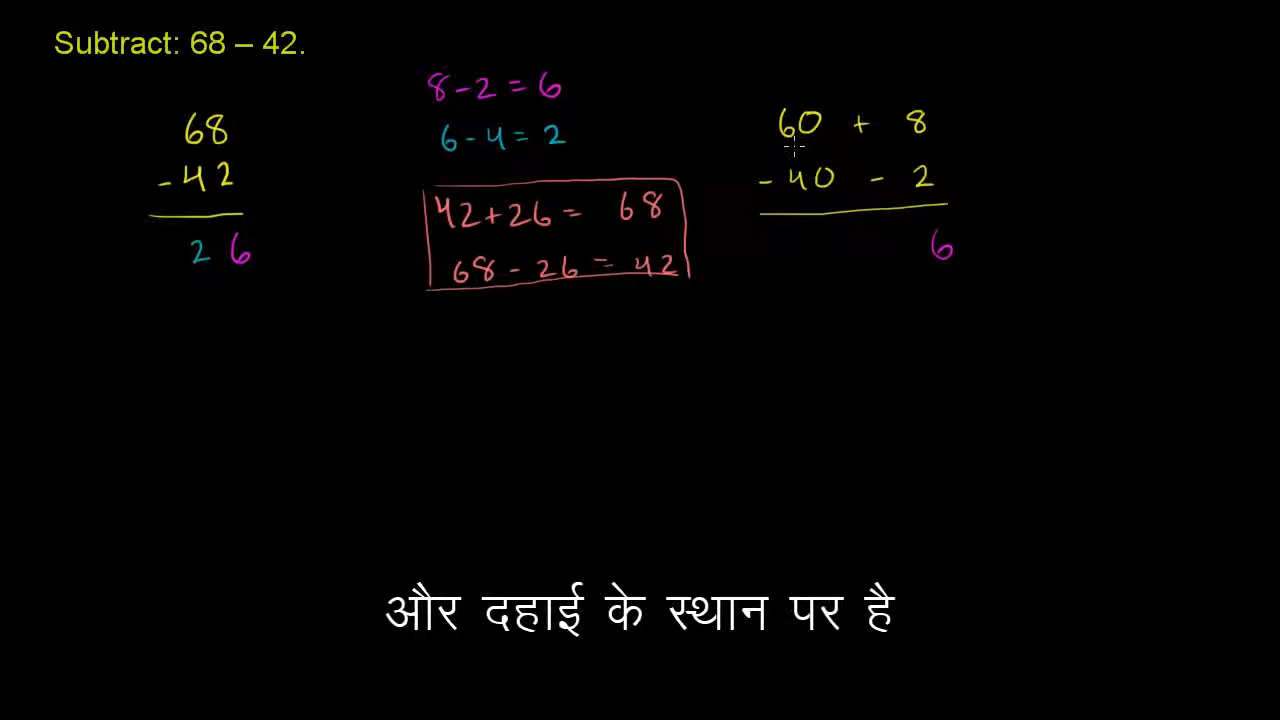 Subtract: 68 – 42.
68
- 42
26
8 - 2 = 6
6 - 4 = 2
42 + 26 = 68
68 - 26 = 42
60 + 8
- 40 - 2
6
और दहाई के स्थान पर है